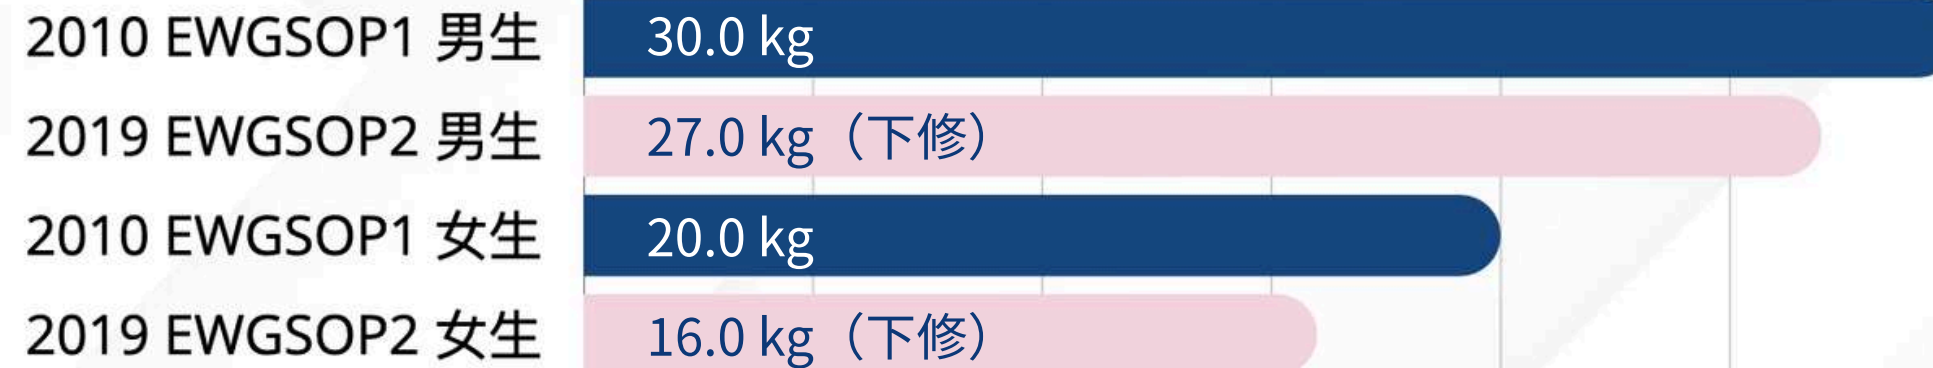 2010 EWGSOP1 男生 30.0 kg
2019 EWGSOP2 男生 27.0 kg（下修）
2010 EWGSOP1 女生 20.0 kg
2019 EWGSOP2 女生 16.0 kg（下修）